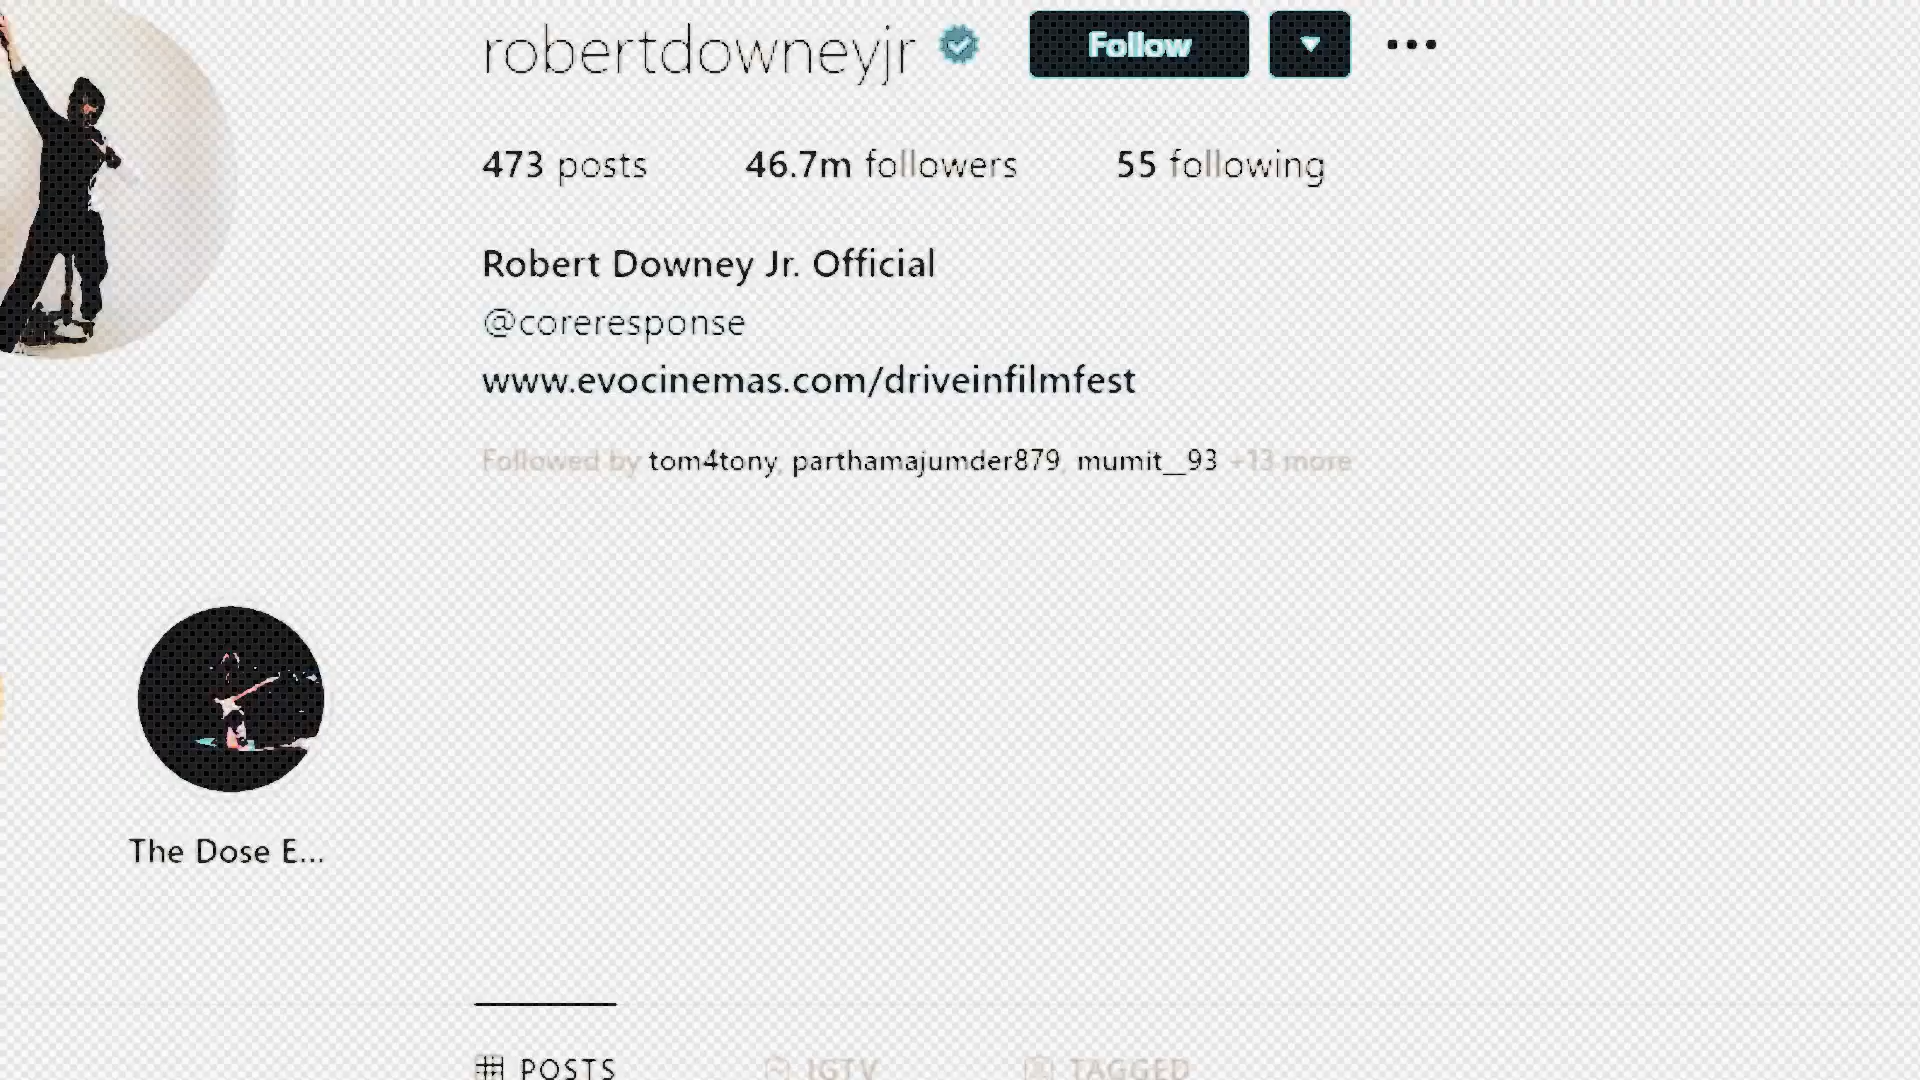 robertdowneyjr Follow
473 posts 46.7m followers 55 following
Robert Downey Jr. Official
@coreresponse
www.evocinemas.com/driveinfilmfest
Followed by tom4tony, parthamajumder879, mumit__93 +13 more
The Dose E...
POSTS IGTV TAGGED